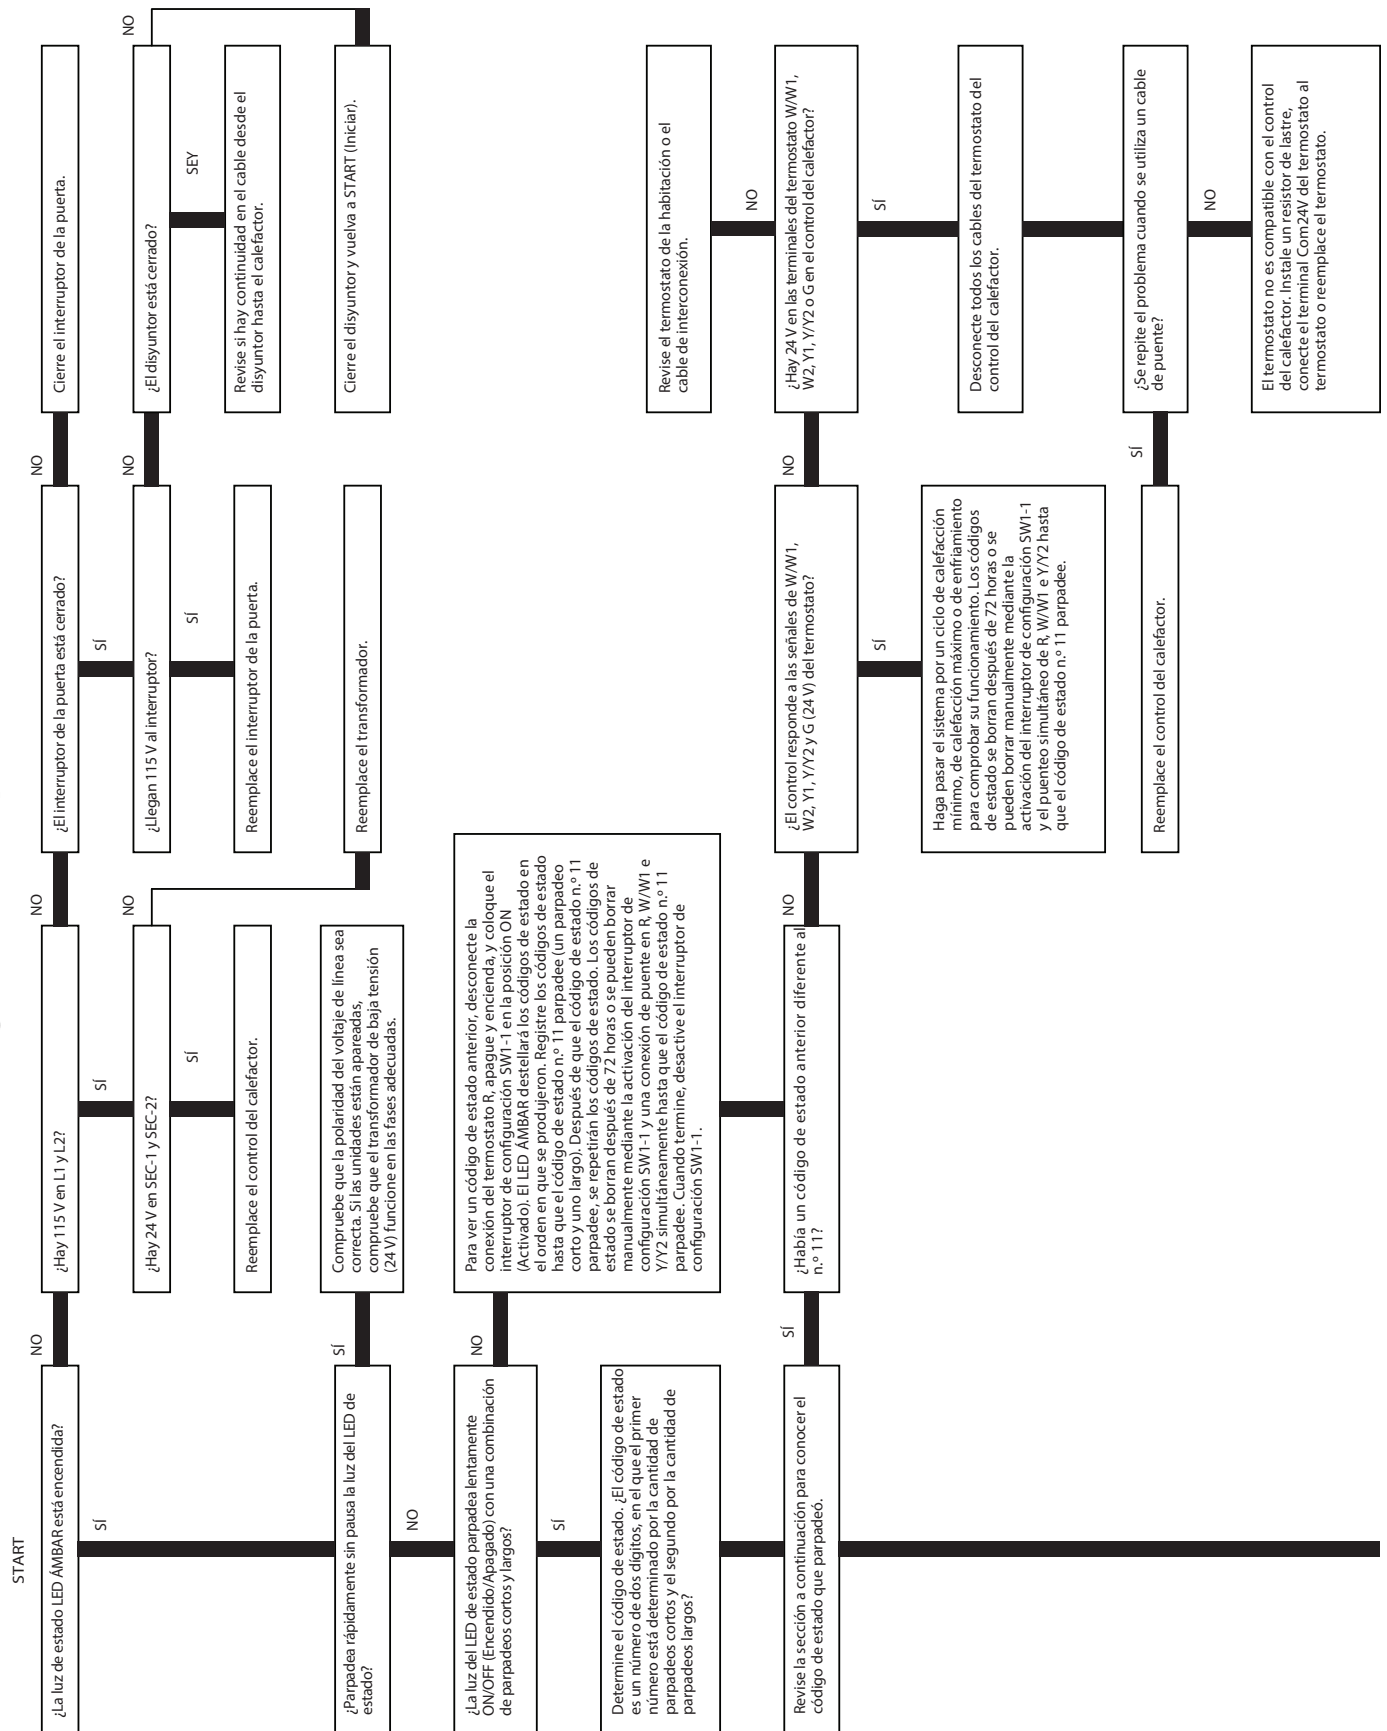 START
¿La luz de estado LED ÁMBAR está encendida?
NO
¿Hay 115 V en L1 y L2?
NO
¿El interruptor de la puerta está cerrado?
NO
Cierre el interruptor de la puerta.
SÍ
SÍ
SÍ
¿Hay 24 V en SEC-1 y SEC-2?
NO
¿Llegan 115 V al interruptor?
NO
¿El disyuntor está cerrado?
NO
SÍ
SÍ
SEY
Reemplace el control del calefactor.
Reemplace el interruptor de la puerta.
Revise si hay continuidad en el cable desde el
disyuntor hasta el calefactor.
¿Parpadea rápidamente sin pausa la luz del LED de
estado?
SÍ
Compruebe que la polaridad del voltaje de línea sea
correcta. Si las unidades están apareadas,
compruebe que el transformador de baja tensión
(24 V) funcione en las fases adecuadas.
Reemplace el transformador.
Cierre el disyuntor y vuelva a START (Iniciar).
NO
¿La luz del LED de estado parpadea lentamente
ON/OFF (Encendido/Apagado) con una combinación
de parpadeos cortos y largos?
NO
Para ver un código de estado anterior, desconecte la
conexión del termostato R, apague y encienda, y coloque el
interruptor de configuración SW1-1 en la posición ON
(Activado). El LED ÁMBAR destellará los códigos de estado en
el orden en que se produjeron. Registre los códigos de estado
hasta que el código de estado n.º 11 parpadee (un parpadeo
corto y uno largo). Después de que el código de estado n.º 11
parpadee, se repetirán los códigos de estado. Los códigos de
estado se borran después de 72 horas o se pueden borrar
manualmente mediante la activación del interruptor de
configuración SW1-1 y una conexión de puente en R, W/W1 e
Y/Y2 simultáneamente hasta que el código de estado n.º 11
parpadee. Cuando termine, desactive el interruptor de
configuración SW1-1.
SÍ
Determine el código de estado. ¿El código de estado
es un número de dos dígitos, en el que el primer
número está determinado por la cantidad de
parpadeos cortos y el segundo por la cantidad de
parpadeos largos?
Revise el termostato de la habitación o el
cable de interconexión.
NO
Revise la sección a continuación para conocer el
código de estado que parpadeó.
SÍ
¿Había un código de estado anterior diferente al
n.º 11?
NO
¿El control responde a las señales de W/W1,
W2, Y1, Y/Y2 y G (24 V) del termostato?
NO
¿Hay 24 V en las terminales del termostato W/W1,
W2, Y1, Y/Y2 o G en el control del calefactor?
SÍ
SÍ
Haga pasar el sistema por un ciclo de calefacción
mínimo, de calefacción máximo o de enfriamiento
para comprobar su funcionamiento. Los códigos
de estado se borran después de 72 horas o se
pueden borrar manualmente mediante la
activación del interruptor de configuración SW1-1
y el punteo simultáneo de R, W/W1 e Y/Y2 hasta
que el código de estado n.º 11 parpadee.
Desconecte todos los cables del termostato del
control del calefactor.
Reemplace el control del calefactor.
SÍ
¿Se repite el problema cuando se utiliza un cable
de puente?
NO
El termostato no es compatible con el control
del calefactor. Instale un resistor de lastre,
conecte el terminal Com24V del termostato al
termostato o reemplace el termostato.